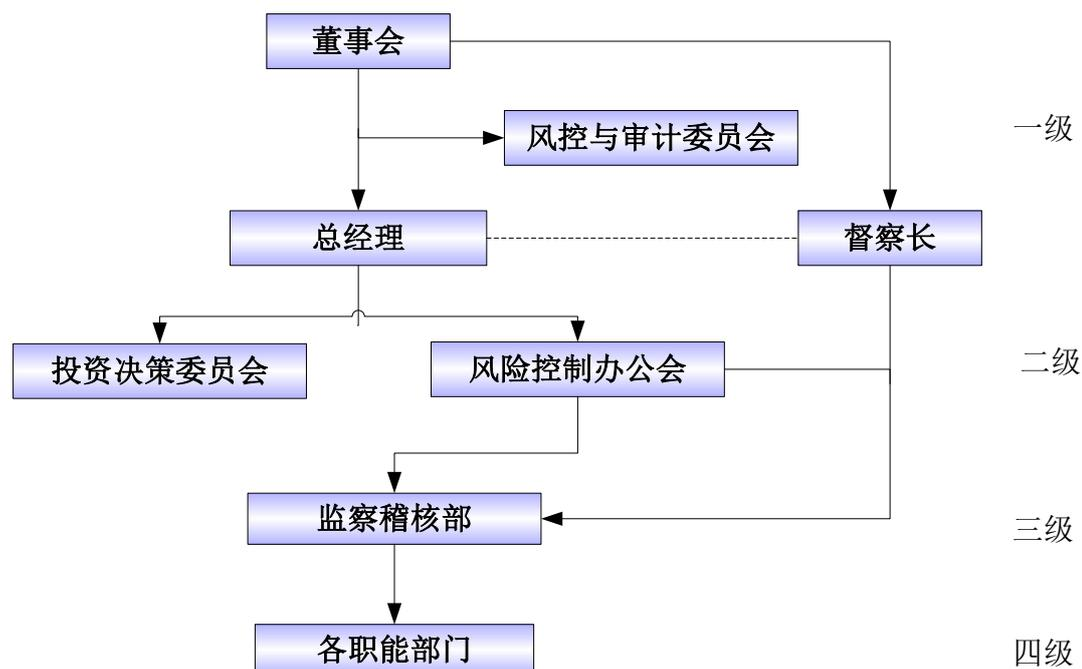 董事会
风控与审计委员会
一级
总经理
督察长
投资决策委员会
风险控制办公会
二级
监察稽核部
三级
各职能部门
四级